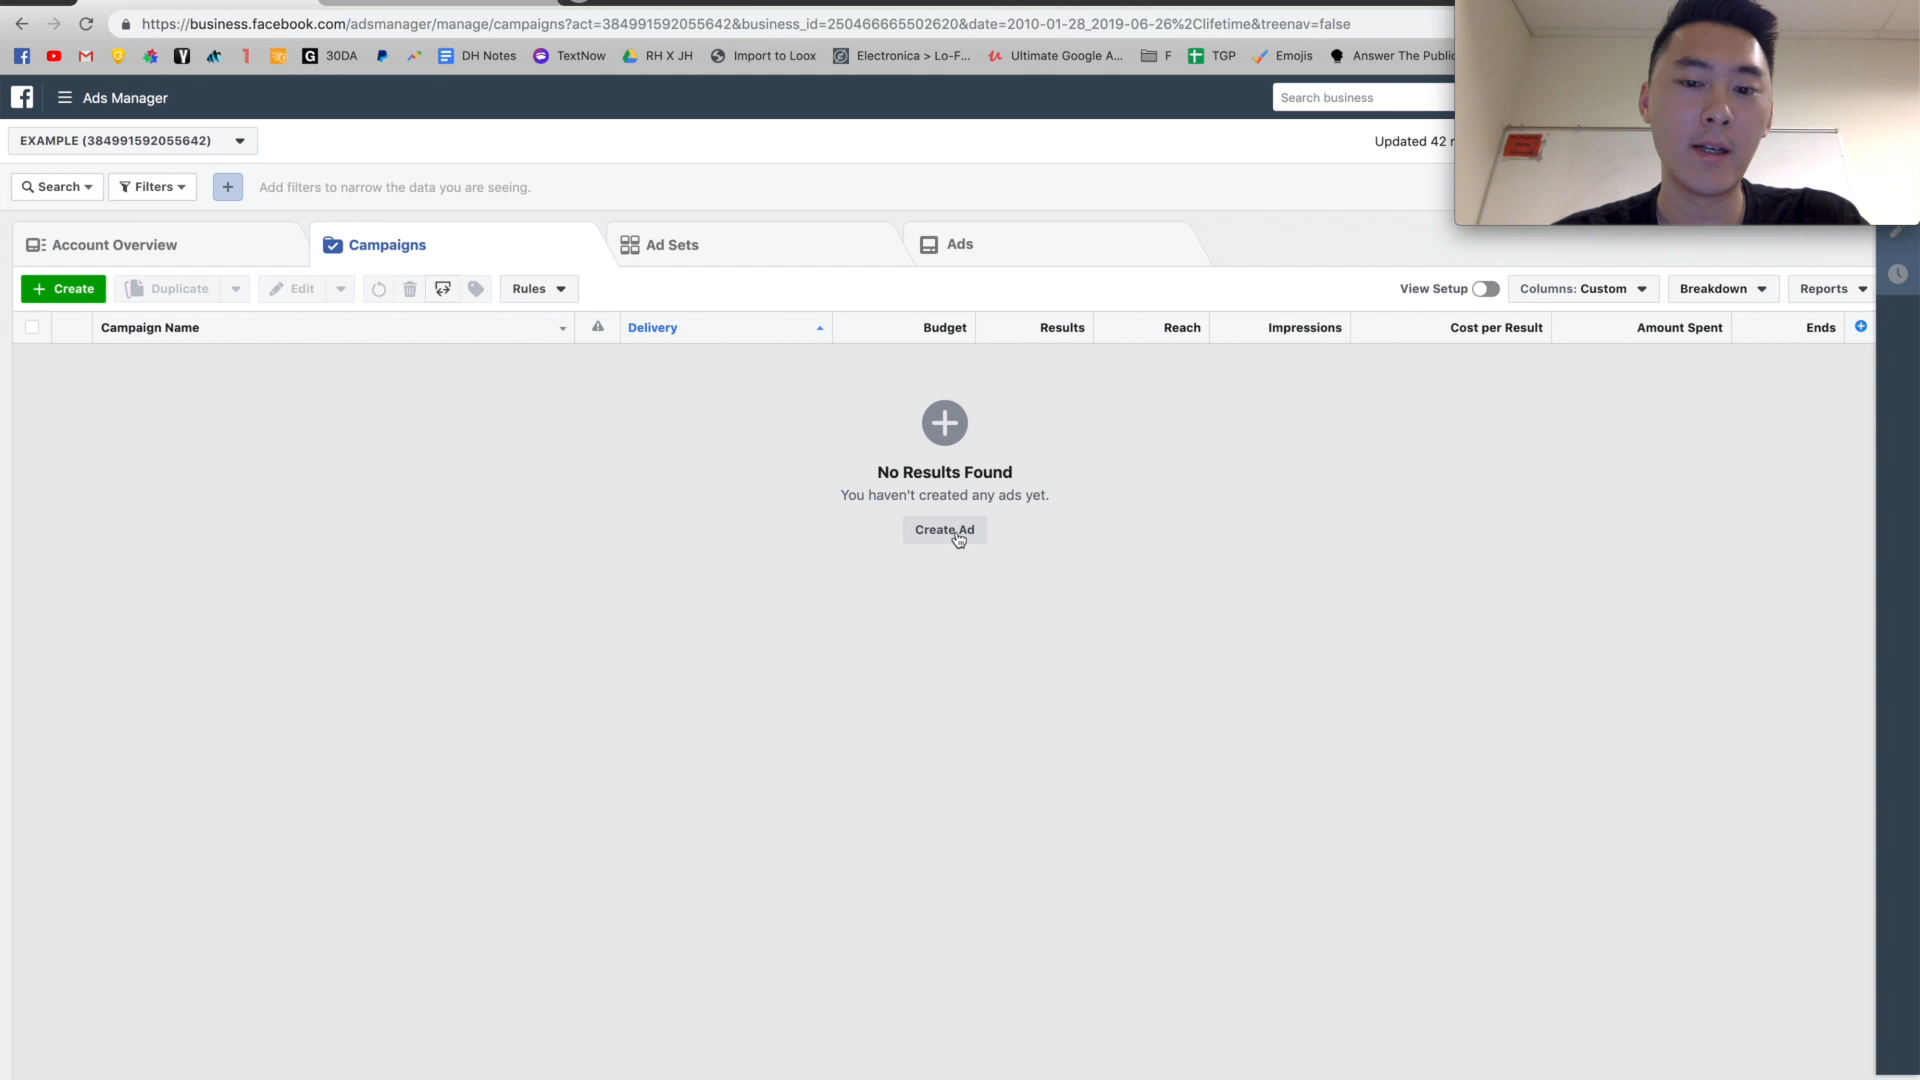 https://business.facebook.com/adsmanager/manage/campaigns?act=384991592055642&business_id=250466665502620&date=2010-01-28_2019-06-26%2Clifetime&treenav=false
30DA DH Notes TextNow RH X JH Import to Loox Electronica > Lo-F... Ultimate Google A... F TGP Emojis Answer The Public
Ads Manager
Search business
EXAMPLE (384991592055642)
Updated 42
Search Filters + Add filters to narrow the data you are seeing.
Account Overview Campaigns Ad Sets Ads
+ Create Duplicate Edit Rules View Setup Columns: Custom Breakdown Reports
Campaign Name Delivery Budget Results Reach Impressions Cost per Result Amount Spent Ends
No Results Found
You haven't created any ads yet.
Create Ad